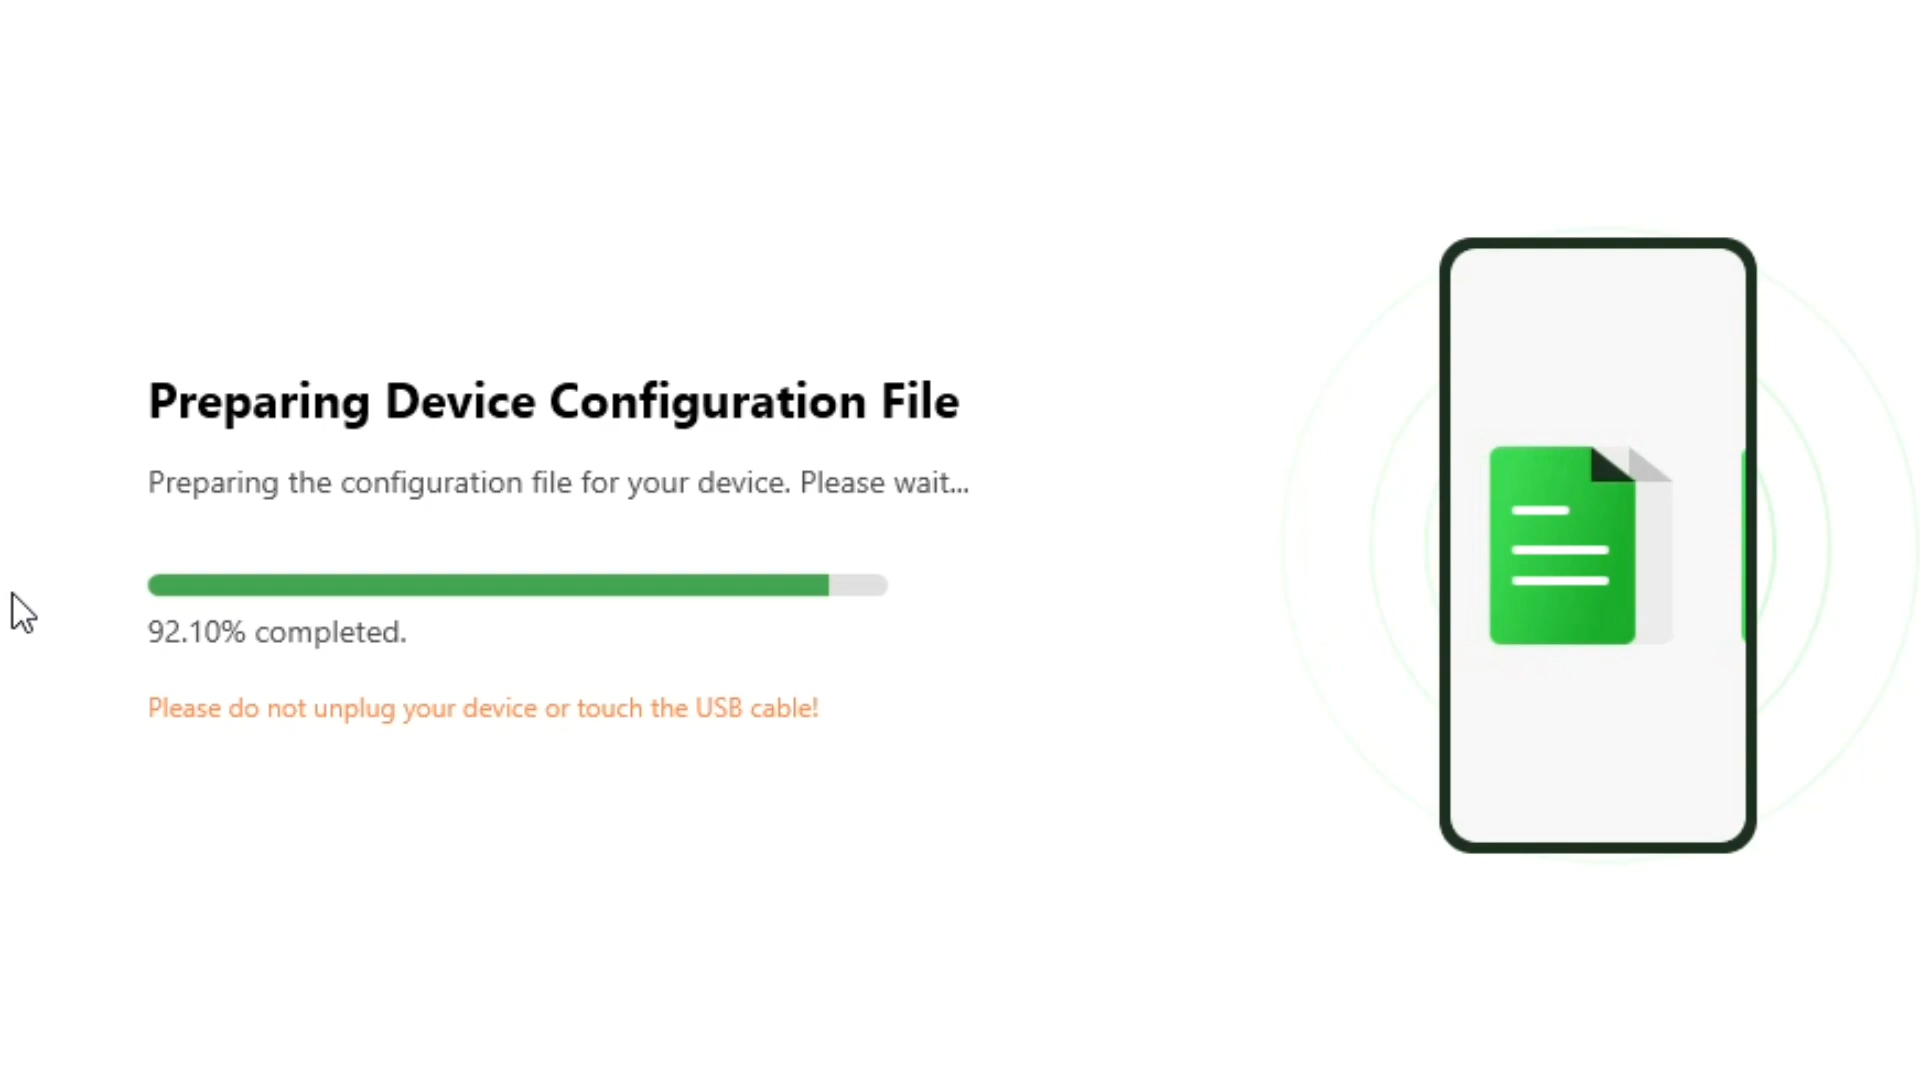 Preparing Device Configuration File
Preparing the configuration file for your device. Please wait...
92.10% completed.
Please do not unplug your device or touch the USB cable!